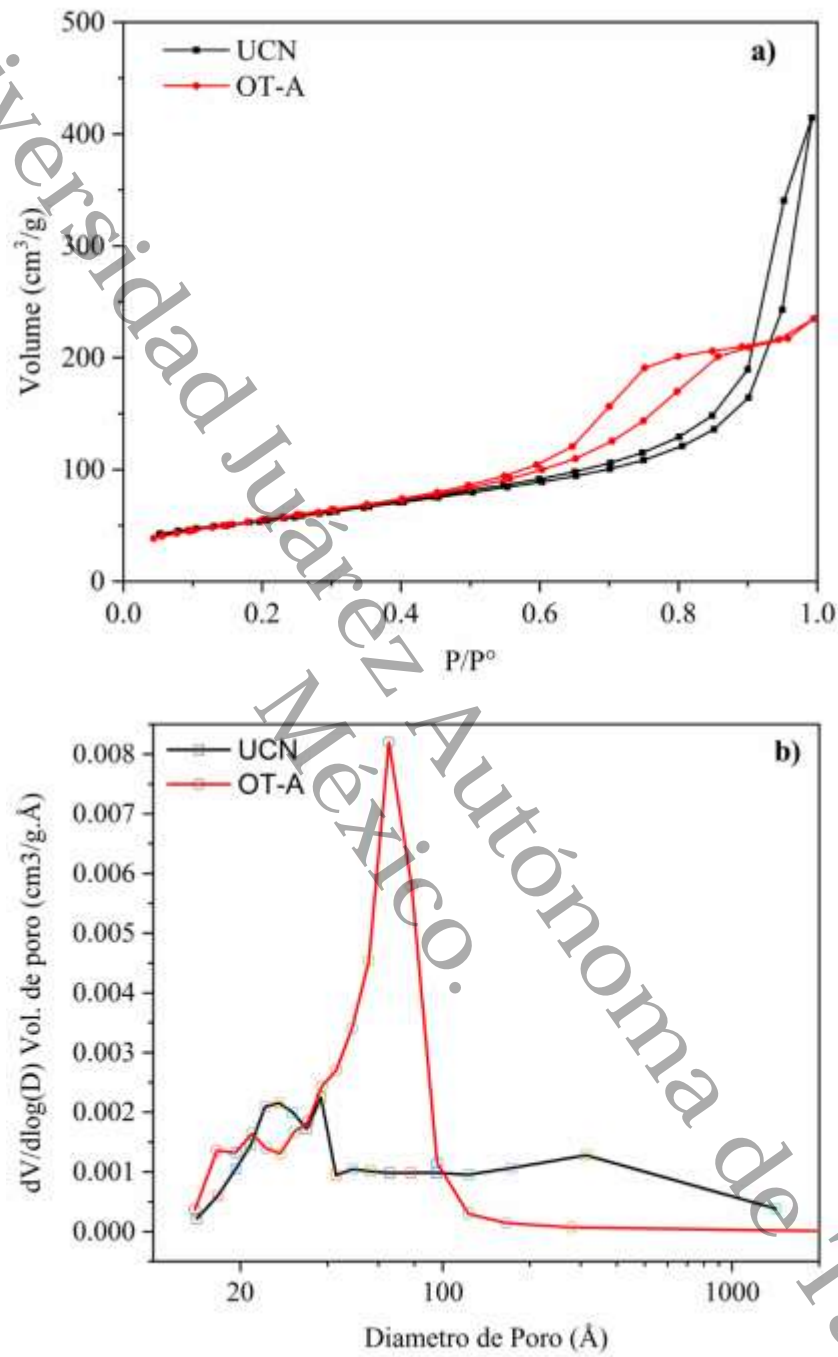 500
400
300
200
100
0
Volume (cm³/g)
UCN
OT-A
a)
0.0 0.2 0.4 0.6 0.8 1.0
P/P°
0.008
0.007
0.006
0.005
0.004
0.003
0.002
0.001
0.000
dV/dlog(D) Vol. de poro (cm3/g.Å)
UCN
OT-A
b)
20 100 1000
Diametro de Poro (Å)
iversidad Juárez Autónoma de
México.